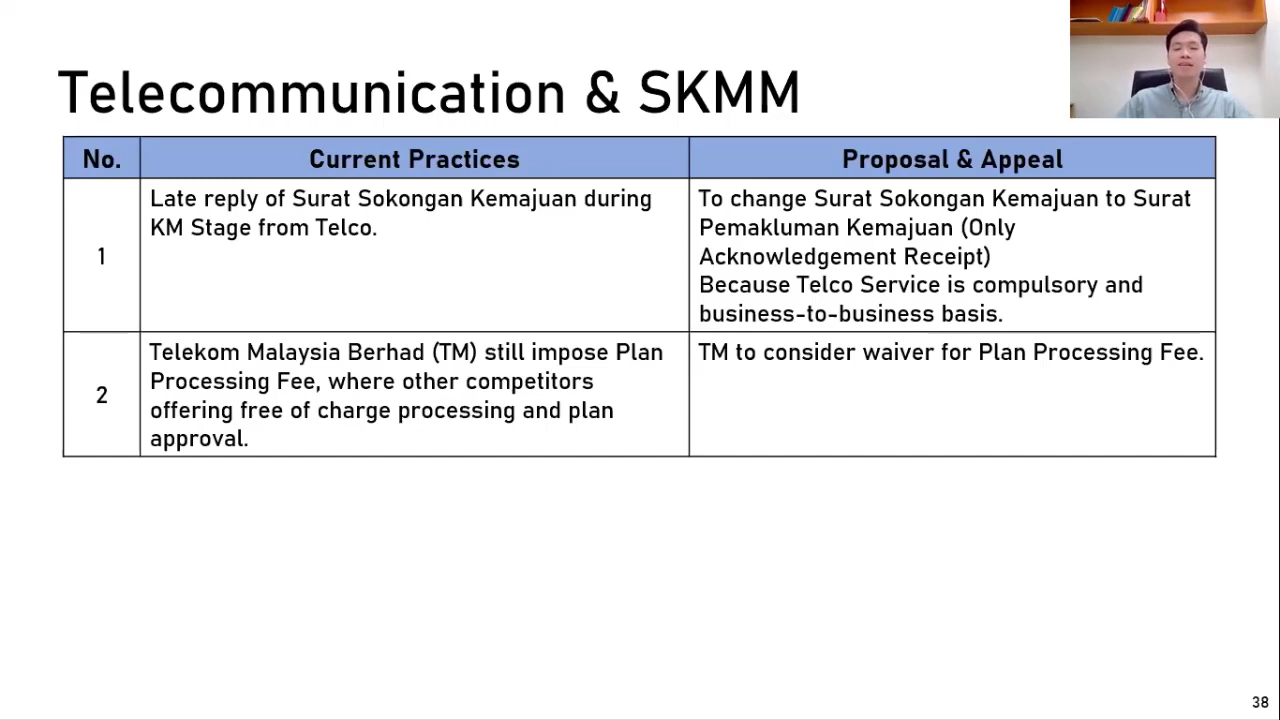 Telecommunication & SKMM
No.
Current Practices
Proposal & Appeal
1
Late reply of Surat Sokongan Kemajuan during
KM Stage from Telco.
To change Surat Sokongan Kemajuan to Surat
Pemakluman Kemajuan (Only
Acknowledgement Receipt)
Because Telco Service is compulsory and
business-to-business basis.
2
Telekom Malaysia Berhad (TM) still impose Plan
Processing Fee, where other competitors
offering free of charge processing and plan
approval.
TM to consider waiver for Plan Processing Fee.
38